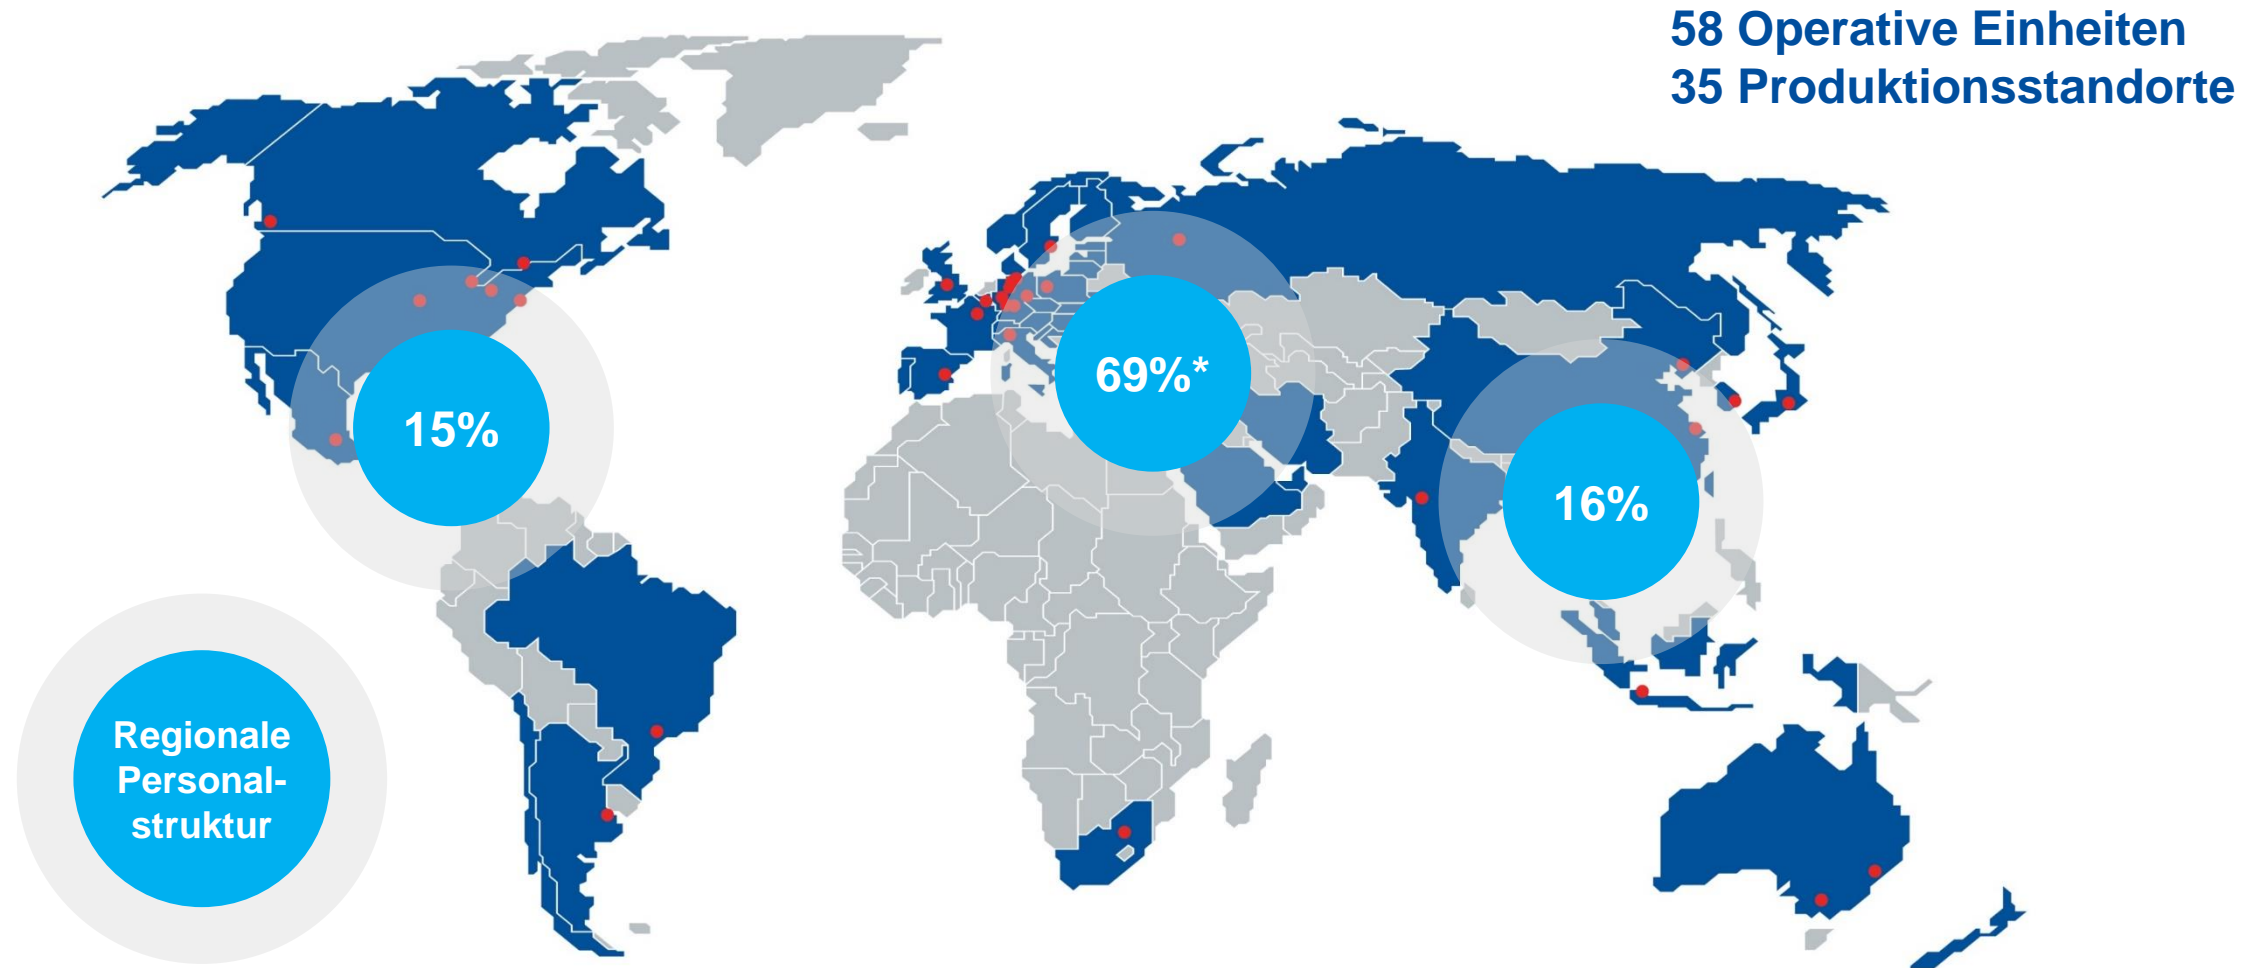 58 Operative Einheiten
35 Produktionsstandorte
69%*
15%
16%
Regionale
Personal-
struktur